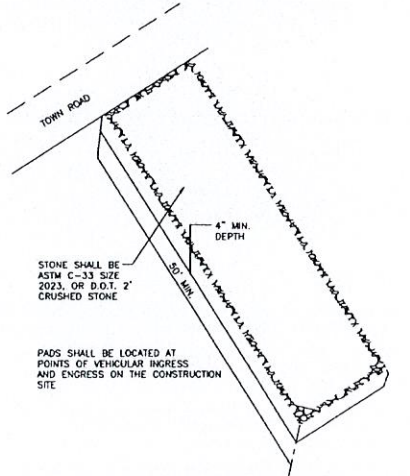 TOWN ROAD
4" MIN.
DEPTH
STONE SHALL BE
ASTM C-33 SIZE
2023, OR D.O.T. 2'
CRUSHED STONE
50' MIN.
PADS SHALL BE LOCATED AT
POINTS OF VEHICULAR INGRESS
AND ENGRESS ON THE CONSTRUCTION
SITE